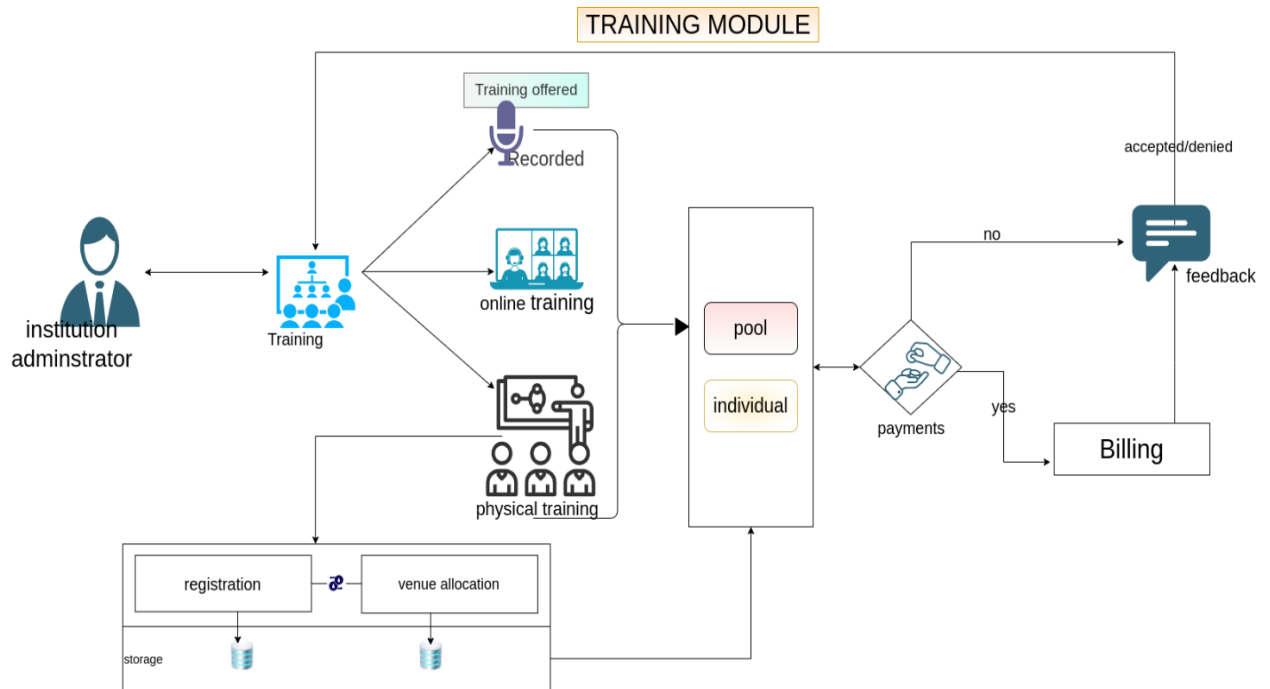 TRAINING MODULE
Training offered
Recorded
accepted/denied
no
feedback
online training
institution
adminstrator
Training
pool
individual
payments
yes
Billing
physical training
registration
venue allocation
storage